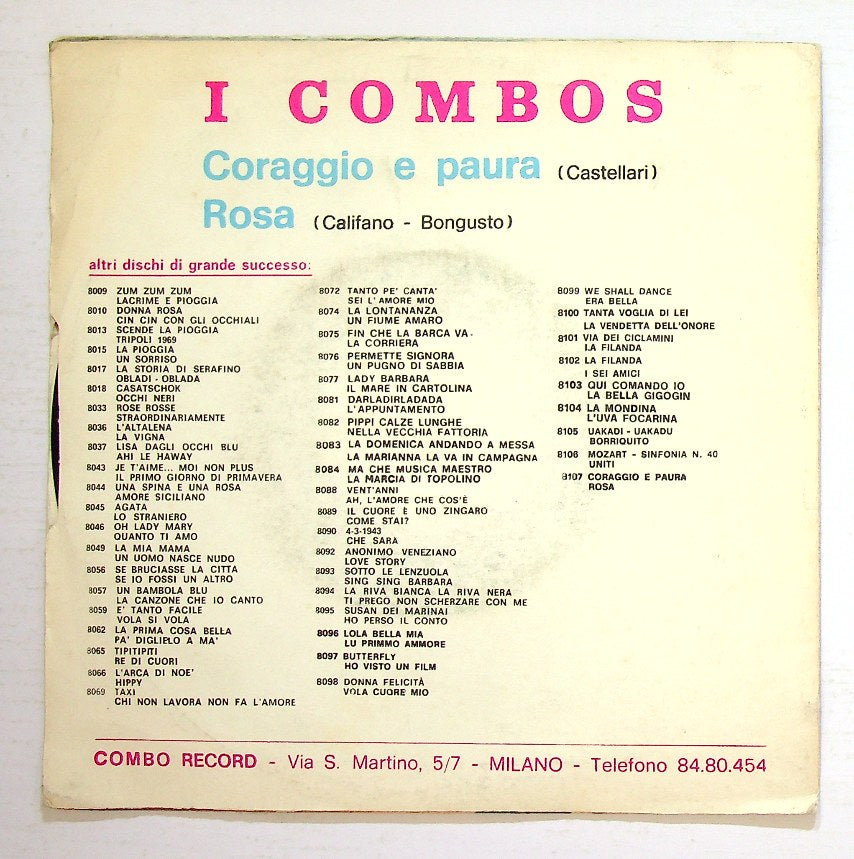 I COMBOS
Coraggio e paura (Castellari)
Rosa (Califano - Bongusto)
altri dischi di grande successo:
8009 ZUM ZUM ZUM
LACRIME E PIOGGIA
8010 DONNA ROSA
CIN CIN CON GLI OCCHIALI
8013 SCENDE LA PIOGGIA
TRIPOLI 1969
8015 LA PIOGGIA
UN SORRISO
8017 LA STORIA DI SERAFINO
OBLADI - OBLADA
8018 CASATSCHOK
OCCHI NERI
8033 ROSE ROSSE
STRAORDINARIAMENTE
8036 L'ALTALENA
LA VIGNA
8037 LISA DAGLI OCCHI BLU
AHI LE HAWAY
8043 JE T'AIME... MOI NON PLUS
IL PRIMO GIORNO DI PRIMAVERA
8044 UNA SPINA E UNA ROSA
AMORE SICILIANO
8045 AGATA
LO STRANIERO
8046 OH LADY MARY
QUANTO TI AMO
8049 LA MIA MAMA
UN UOMO NASCE NUDO
8056 SE BRUCIASSE LA CITTA
SE IO FOSSI UN ALTRO
8057 UN BAMBOLA BLU
LA CANZONE CHE IO CANTO
8059 E' TANTO FACILE
VOLA SI VOLA
8062 LA PRIMA COSA BELLA
PA' DIGLIELO A MA'
8065 TIPITIPITI
RE DI CUORI
8066 L'ARCA DI NOE'
HIPPY
8069 TAXI
CHI NON LAVORA NON FA L'AMORE
8072 TANTO PE' CANTA'
SEI L'AMORE MIO
8074 LA LONTANANZA
UN FIUME AMARO
8075 FIN CHE LA BARCA VA
LA CORRIERA
8076 PERMETTE SIGNORA
UN PUGNO DI SABBIA
8077 LADY BARBARA
IL MARE IN CARTOLINA
8081 DARLADIRLADADA
L'APPUNTAMENTO
8082 PIPPI CALZE LUNGHE
NELLA VECCHIA FATTORIA
8083 LA DOMENICA ANDANDO A MESSA
LA MARIANNA LA VA IN CAMPAGNA
8084 MA CHE MUSICA MAESTRO
LA MARCIA DI TOPOLINO
8088 VENT'ANNI
AH, L'AMORE CHE COS'È
8089 IL CUORE È UNO ZINGARO
COME STAI?
8090 4-3-1943
CHE SARA
8092 ANONIMO VENEZIANO
LOVE STORY
8093 SOTTO LE LENZUOLA
SING SING BARBARA
8094 LA RIVA BIANCA LA RIVA NERA
TI PREGO NON SCHERZARE CON ME
8095 SUSAN DEI MARINAI
HO PERSO IL CONTO
8096 LOLA BELLA MIA
LU PRIMMO AMMORE
8097 BUTTERFLY
HO VISTO UN FILM
8098 DONNA FELICITÀ
VOLA CUORE MIO
8099 WE SHALL DANCE
ERA BELLA
8100 TANTA VOGLIA DI LEI
LA VENDETTA DELL'ONORE
8101 VIA DEI CICLAMINI
LA FILANDA
8102 LA FILANDA
I SEI AMICI
8103 QUI COMANDO IO
LA BELLA GIGOGIN
8104 LA MONDINA
L'UVA FOCARINA
8105 UAKADI - UAKADU
BORRIQUITO
8106 MOZART - SINFONIA N. 40
UNITI
8107 CORAGGIO E PAURA
ROSA
COMBO RECORD - Via S. Martino, 5/7 - MILANO - Telefono 84.80.454